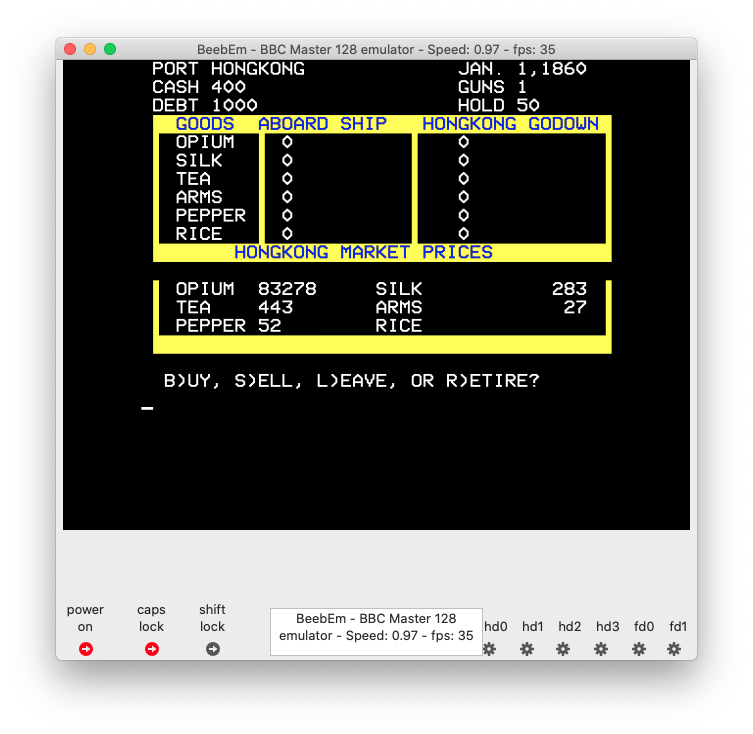 BeebEm - BBC Master 128 emulator - Speed: 0.97 - fps: 35
PORT HONGKONG JAN. 1,1860
CASH 400 GUNS 1
DEBT 1000 HOLD 50
GOODS ABOARD SHIP HONGKONG GODOWN
OPIUM 0 0
SILK 0 0
TEA 0 0
ARMS 0 0
PEPPER 0 0
RICE 0 0
HONGKONG MARKET PRICES
OPIUM 83278 SILK 283
TEA 443 ARMS 27
PEPPER 52 RICE
B)UY, S)ELL, L)EAVE, OR R)ETIRE?
power on caps lock shift lock
BeebEm - BBC Master 128
emulator - Speed: 0.97 - fps: 35
hd0 hd1 hd2 hd3 fd0 fd1